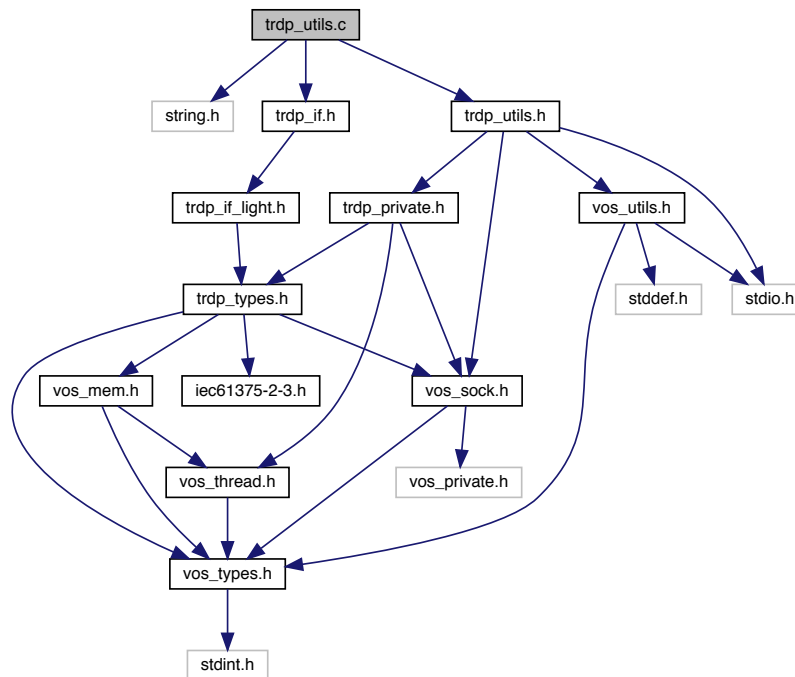 trdp_utils.c
string.h
trdp_if.h
trdp_utils.h
trdp_if_light.h
trdp_private.h
vos_utils.h
trdp_types.h
stddef.h
stdio.h
vos_mem.h
iec61375-2-3.h
vos_sock.h
vos_thread.h
vos_private.h
vos_types.h
stdint.h